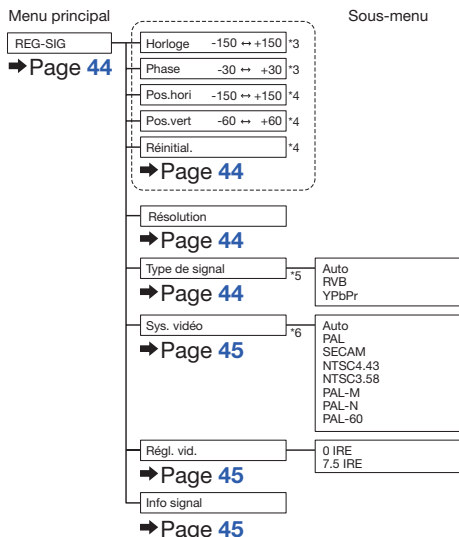 Menu principal Sous-menu
REG-SIG
➡Page 44
Horloge -150 ↔ +150 *3
Phase -30 ↔ +30 *3
Pos.hori -150 ↔ +150 *4
Pos.vert -60 ↔ +60 *4
Réinitial. *4
➡Page 44
Résolution
➡Page 44
Type de signal *5
➡Page 44
Auto
RVB
YPbPr
Sys. vidéo *6
➡Page 45
Auto
PAL
SECAM
NTSC4.43
NTSC3.58
PAL-M
PAL-N
PAL-60
Régl. vid.
➡Page 45
0 IRE
7.5 IRE
Info signal
➡Page 45